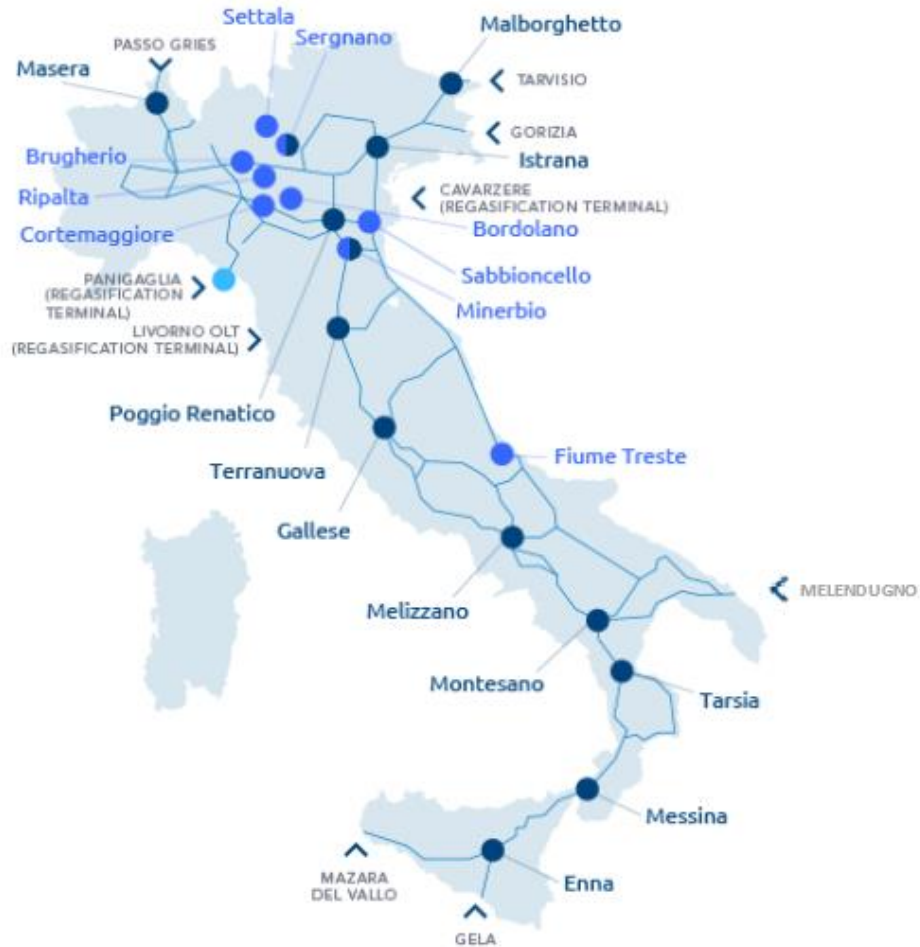 Settala
Sergnano
Malborghetto
PASSO GRIES
Masera
TARVISIO
GORIZIA
Istrana
Brugherio
Ripalta
CAVARZERE
(REGASIFICATION TERMINAL)
Cortemaggiore
Bordolano
Sabbioncello
PANIGAGLIA
(REGASIFICATION
TERMINAL)
Minerbio
LIVORNO OLT
(REGASIFICATION TERMINAL)
Poggio Renatico
Terranuova
Fiume Treste
Gallese
MELENDUGNO
Melizzano
Montesano
Tarsia
Messina
MAZARA
DEL VALLO
Enna
GELA